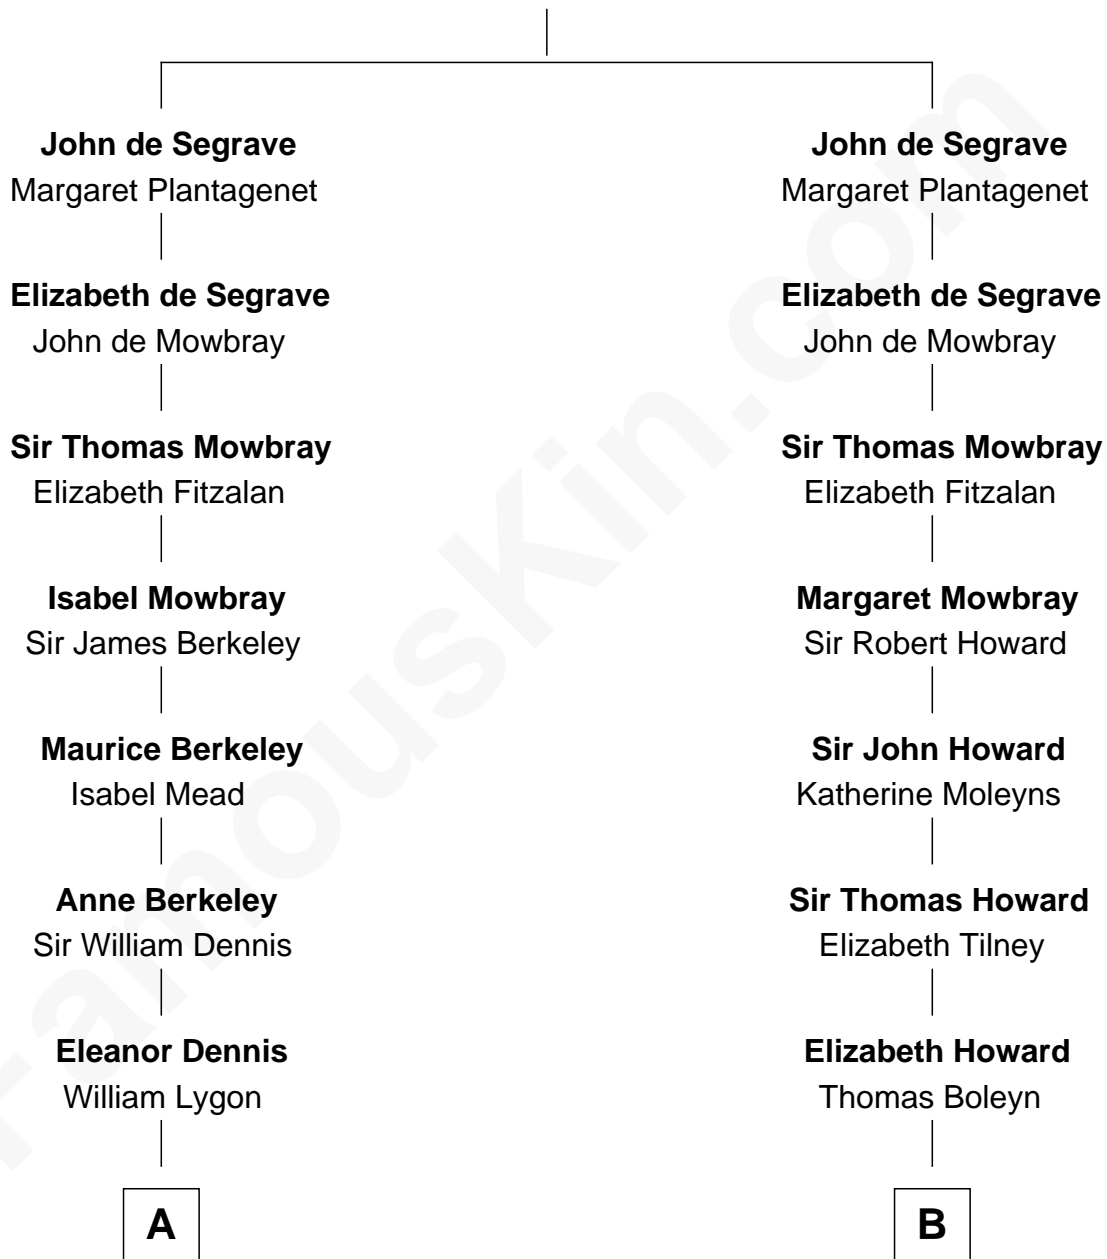 John de Segrave
Margaret Plantagenet
Elizabeth de Segrave
John de Mowbray
Sir Thomas Mowbray
Elizabeth Fitzalan
Isabel Mowbray
Sir James Berkeley
Maurice Berkeley
Isabel Mead
Anne Berkeley
Sir William Dennis
Eleanor Dennis
William Lygon
A
John de Segrave
Margaret Plantagenet
Elizabeth de Segrave
John de Mowbray
Sir Thomas Mowbray
Elizabeth Fitzalan
Margaret Mowbray
Sir Robert Howard
Sir John Howard
Katherine Moleyns
Sir Thomas Howard
Elizabeth Tilney
Elizabeth Howard
Thomas Boleyn
B
FamousKin.com